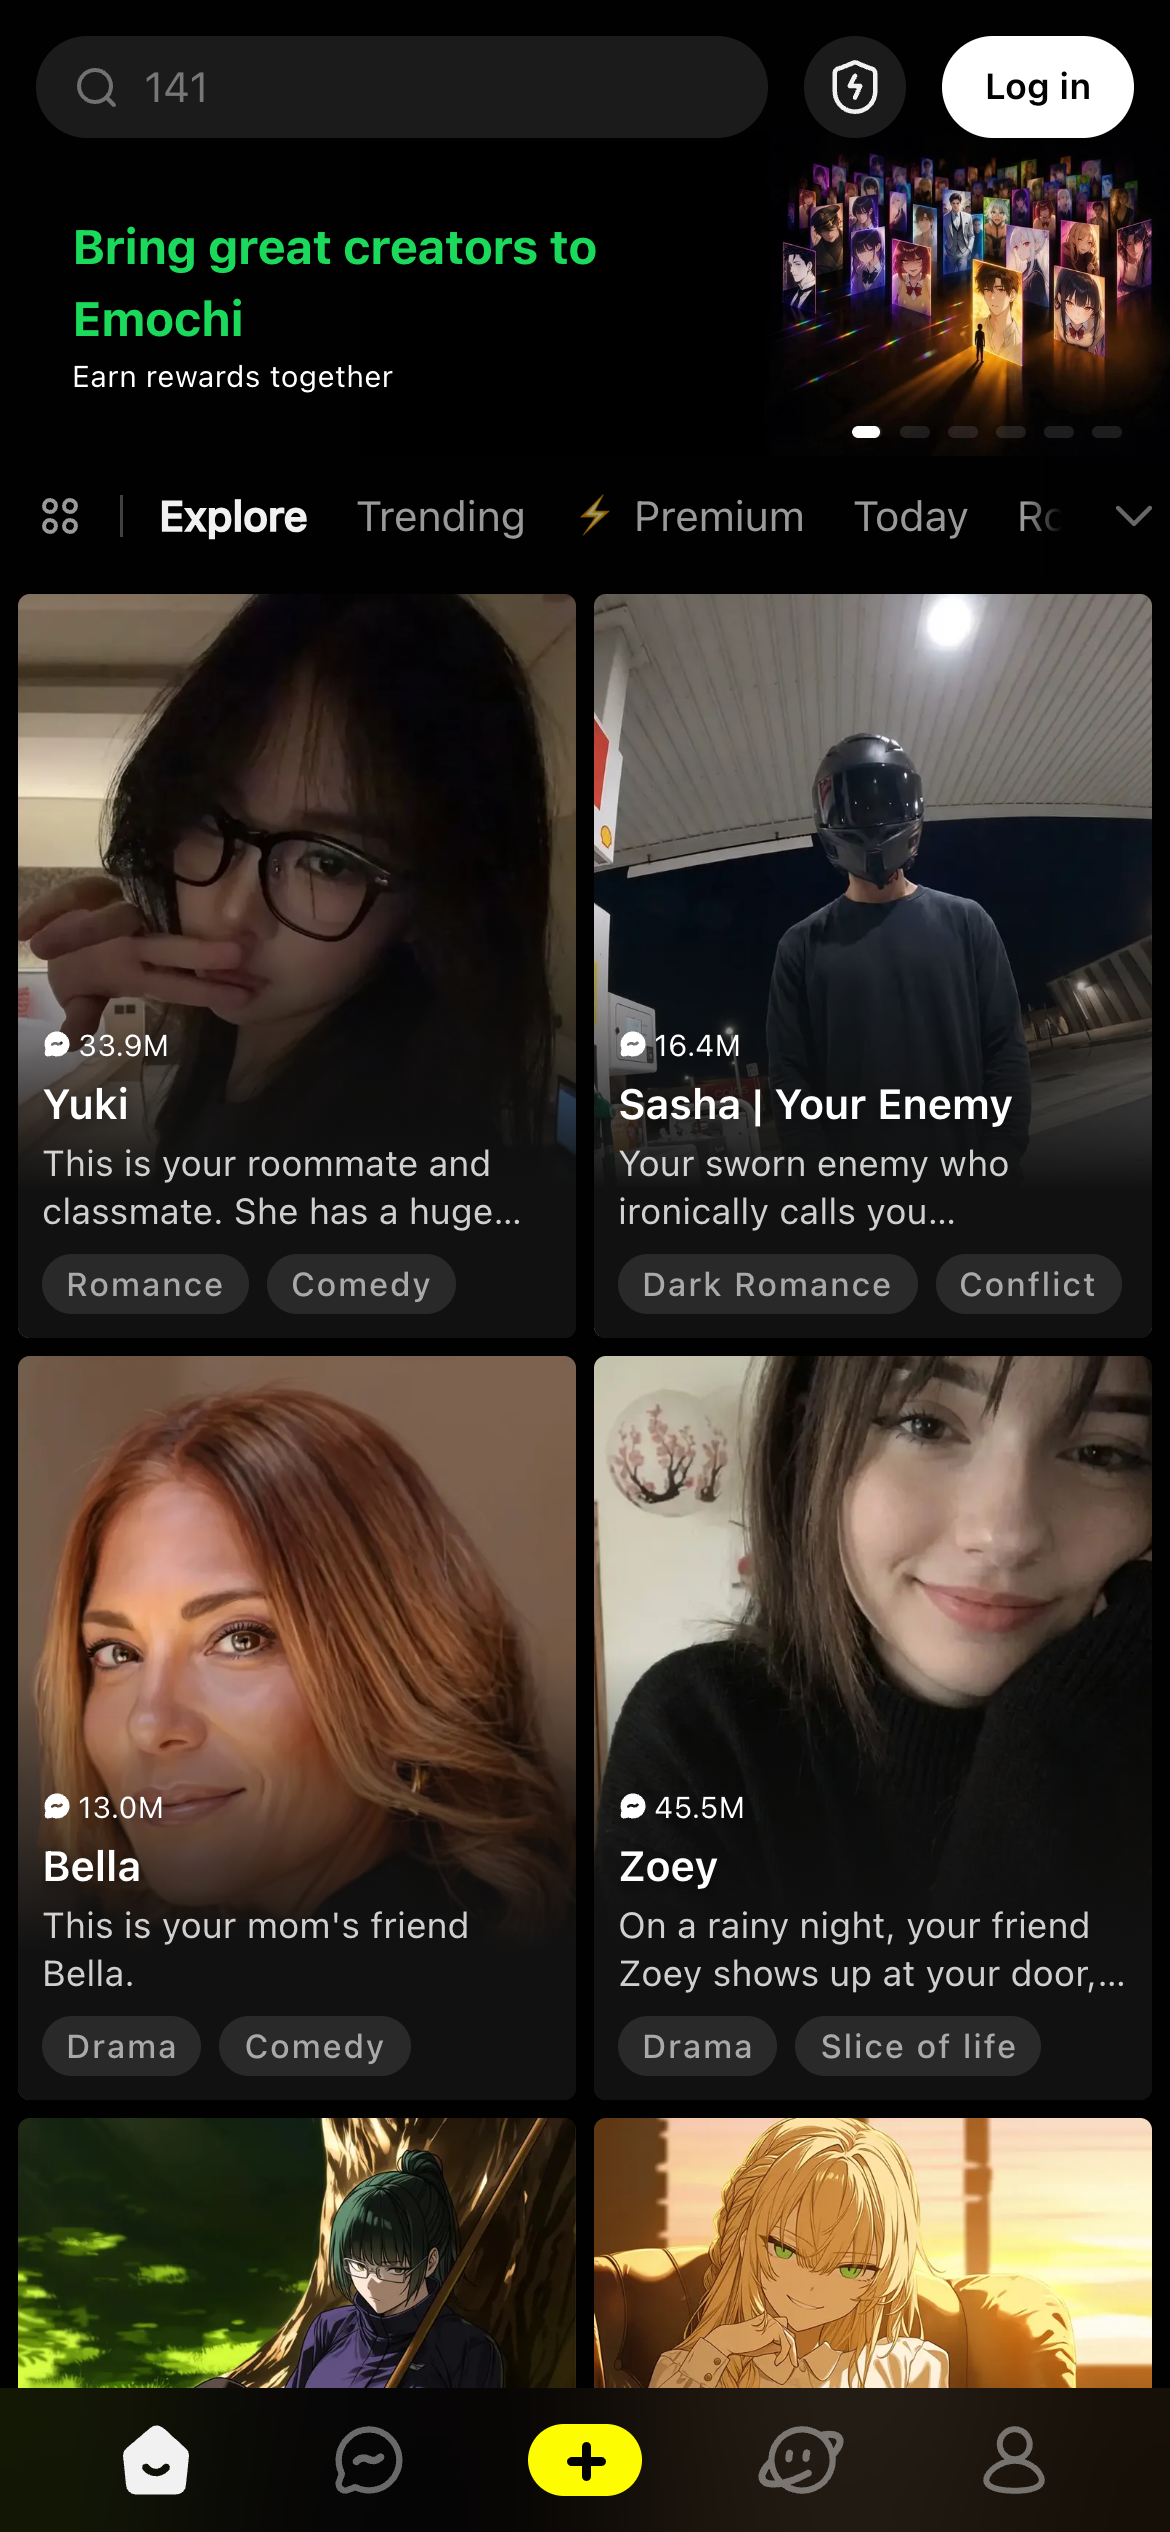 141
Log in
Bring great creators to
Emochi
Earn rewards together
Explore Trending ⚡ Premium Today Ro
33.9M
Yuki
This is your roommate and
classmate. She has a huge...
Romance Comedy
16.4M
Sasha | Your Enemy
Your sworn enemy who
ironically calls you...
Dark Romance Conflict
13.0M
Bella
This is your mom's friend
Bella.
Drama Comedy
45.5M
Zoey
On a rainy night, your friend
Zoey shows up at your door,...
Drama Slice of life